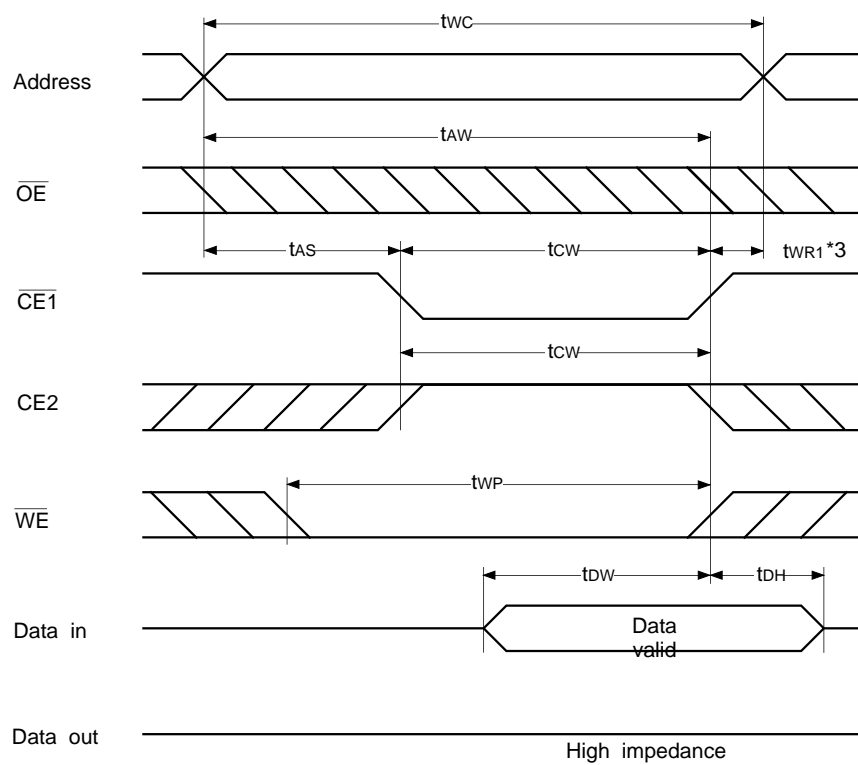 tWC
Address
tAW
OE
tAS
tCW
tWR1 *3
CE1
tCW
CE2
tWP
WE
tDW
tDH
Data in
Data
valid
Data out
High impedance